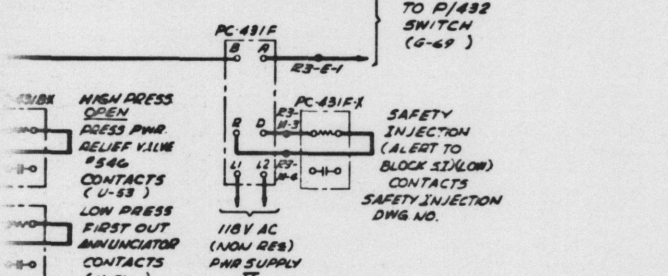 TO P/432
SWITCH
(G-69)
PC-431F
B A
R3-E-1
HIGH PRESS
OPEN
PRESS PWR.
RELIEF VALVE
#546
CONTACTS
(U-53)
LOW PRESS
FIRST OUT
ANNUNCIATOR
CONTACTS
PC-431F-X
R D
R3-
M-3
R3-
M-6
L1 L2
SAFETY
INJECTION
(ALERT TO
BLOCK SI)(LOW)
CONTACTS
SAFETY INJECTION
DWG NO.
118V AC
(NON REG)
PWR SUPPLY